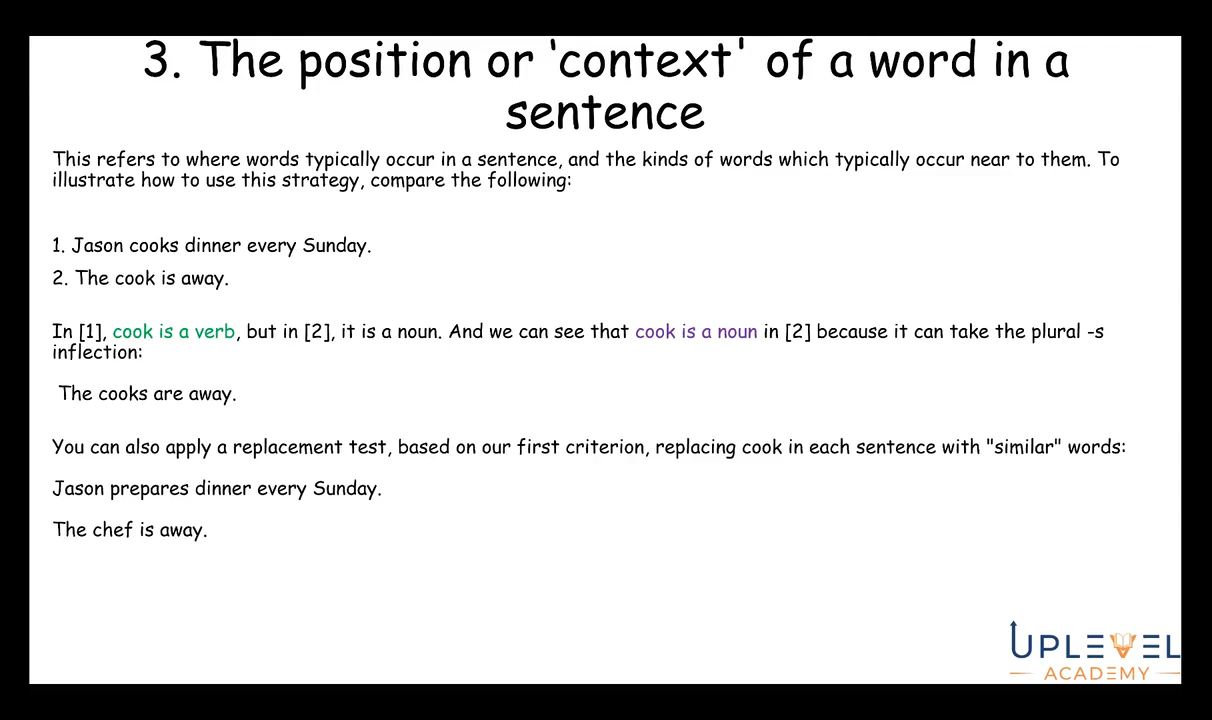 3. The position or ‘context' of a word in a
sentence
This refers to where words typically occur in a sentence, and the kinds of words which typically occur near to them. To
illustrate how to use this strategy, compare the following:
1. Jason cooks dinner every Sunday.
2. The cook is away.
In [1], cook is a verb, but in [2], it is a noun. And we can see that cook is a noun in [2] because it can take the plural -s
inflection:
The cooks are away.
You can also apply a replacement test, based on our first criterion, replacing cook in each sentence with "similar" words:
Jason prepares dinner every Sunday.
The chef is away.
UPLEVEL
ACADEMY